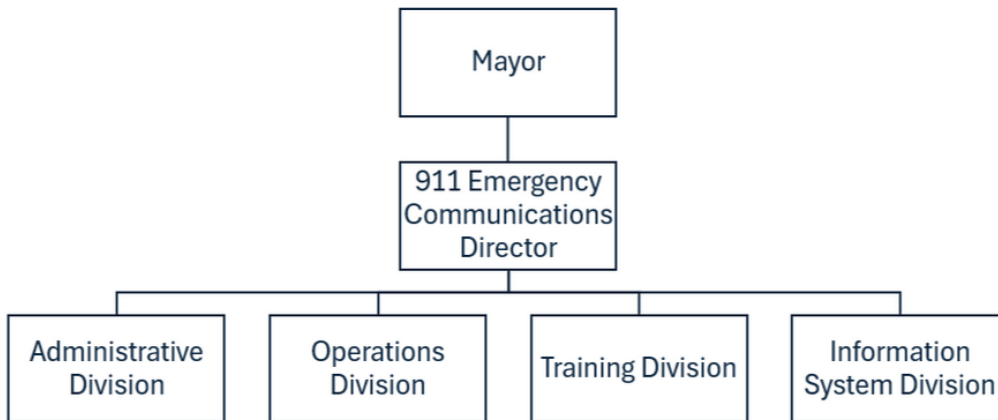 Mayor
911 Emergency
Communications
Director
Administrative
Division
Operations
Division
Training Division
Information
System Division